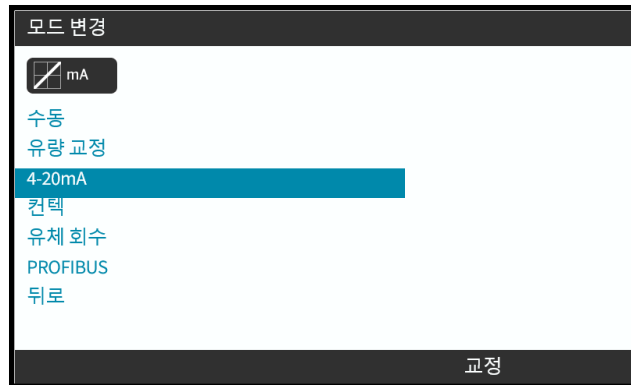 모드 변경
mA
수동
유량 교정
4-20mA
컨텍
유체 회수
PROFIBUS
뒤로
교정